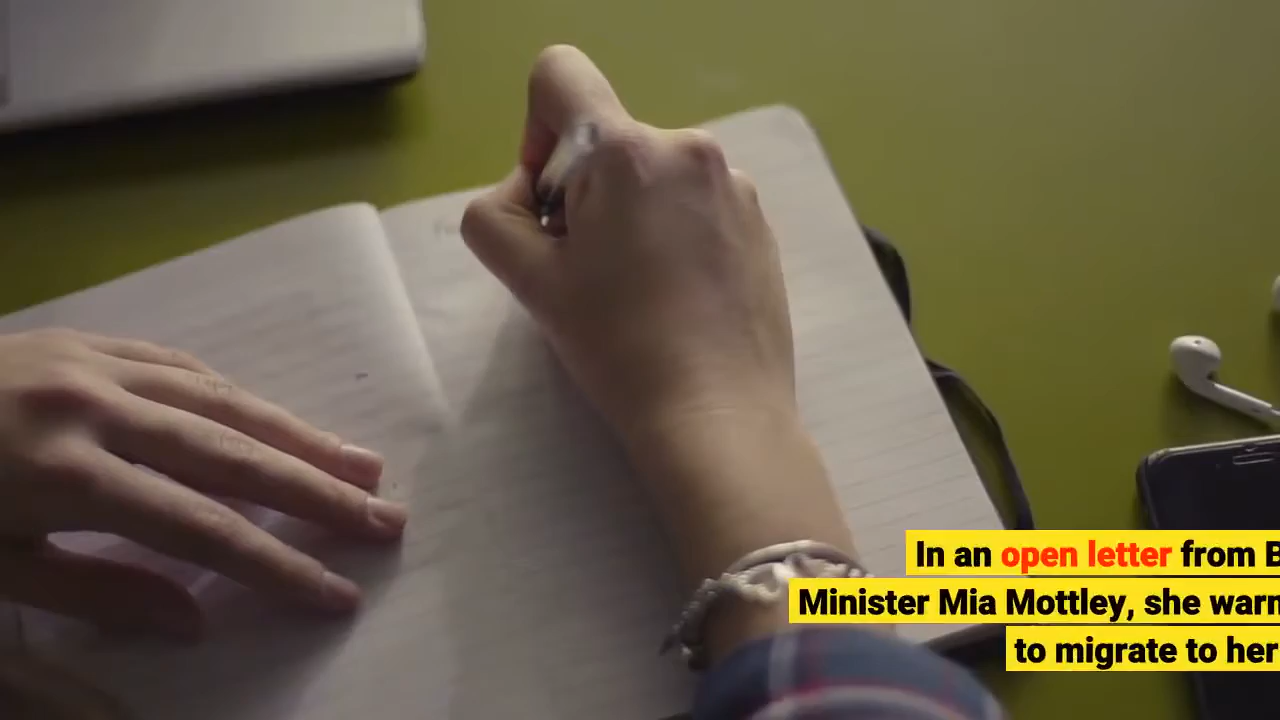 In an open letter from B
Minister Mia Mottley, she warn
to migrate to her